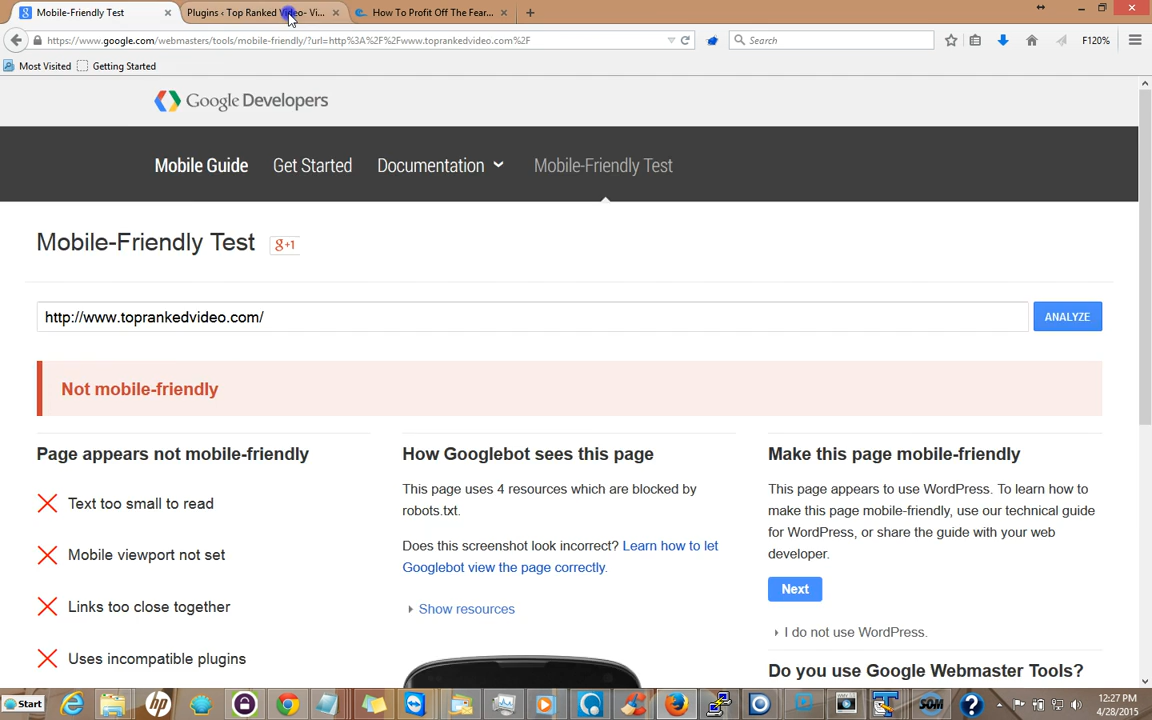 Mobile-Friendly Test
Plugins ‹ Top Ranked Video- Vi...
How To Profit Off The Fear...
https://www.google.com/webmasters/tools/mobile-friendly/?url=http%3A%2F%2Fwww.toprankedvideo.com%2F
Search
F120%
Most Visited
Getting Started
Google Developers
Mobile Guide
Get Started
Documentation
Mobile-Friendly Test
Mobile-Friendly Test
g+1
http://www.toprankedvideo.com/
ANALYZE
Not mobile-friendly
Page appears not mobile-friendly
Text too small to read
Mobile viewport not set
Links too close together
Uses incompatible plugins
How Googlebot sees this page
This page uses 4 resources which are blocked by
robots.txt.
Does this screenshot look incorrect? Learn how to let
Googlebot view the page correctly.
Show resources
Make this page mobile-friendly
This page appears to use WordPress. To learn how to
make this page mobile-friendly, use our technical guide
for WordPress, or share the guide with your web
developer.
Next
I do not use WordPress.
Do you use Google Webmaster Tools?
Start
hp
SOM
12:27 PM
4/28/2015